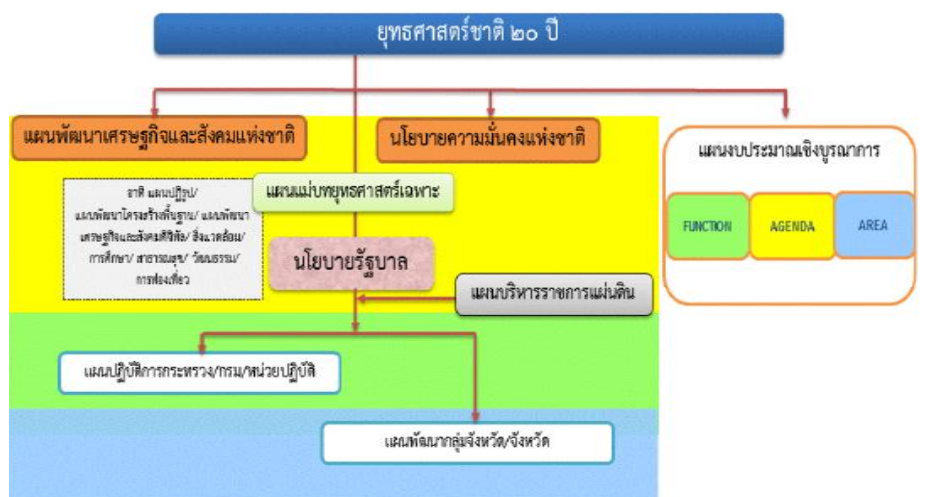 ยุทธศาสตร์ชาติ ๒๐ ปี
แผนพัฒนาเศรษฐกิจและสังคมแห่งชาติ
นโยบายความมั่นคงแห่งชาติ
แผนงบประมาณเชิงบูรณาการ
FUNCTION
AGENDA
AREA
แผนแม่บทยุทธศาสตร์เฉพาะ
อาทิ แผนปฏิรูป/
แผนพัฒนาโครงสร้างพื้นฐาน/ แผนพัฒนา
เศรษฐกิจและสังคมดิจิทัล/ สิ่งแวดล้อม/
การศึกษา/ สาธารณสุข/ วัฒนธรรม/
การท่องเที่ยว
นโยบายรัฐบาล
แผนบริหารราชการแผ่นดิน
แผนปฏิบัติการกระทรวง/กรม/หน่วยปฏิบัติ
แผนพัฒนากลุ่มจังหวัด/จังหวัด